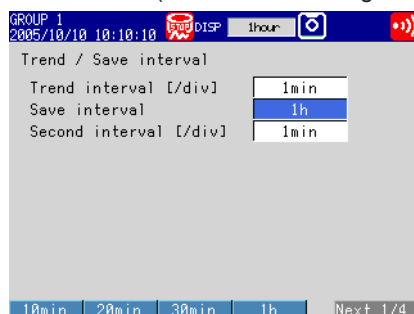 GROUP 1
2005/10/10 10:10:10 STOP DISP 1hour
Trend / Save interval
Trend interval [/div] 1min
Save interval 1h
Second interval [/div] 1min
10min 20min 30min 1h Next 1/4